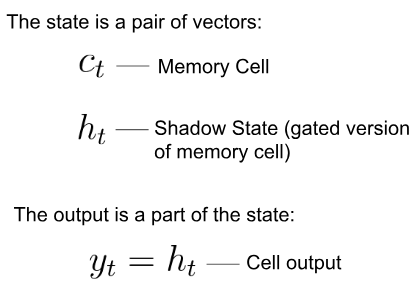 The state is a pair of vectors:
c_t — Memory Cell
h_t — Shadow State (gated version
of memory cell)
The output is a part of the state:
y_t = h_t — Cell output